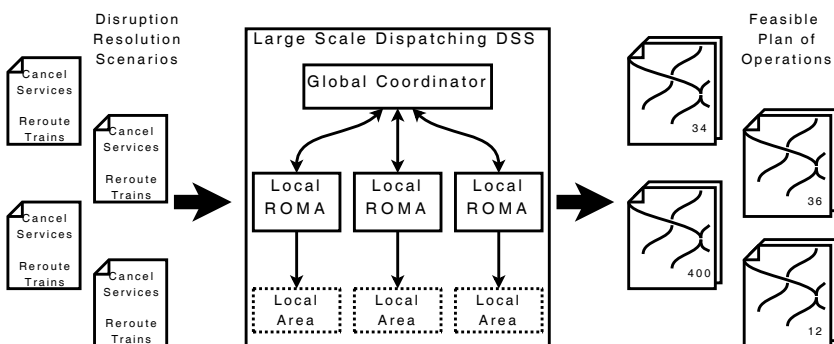 Disruption
Resolution
Scenarios
Cancel
Services
Reroute
Trains
Cancel
Services
Reroute
Trains
Cancel
Services
Reroute
Trains
Cancel
Services
Reroute
Trains
Large Scale Dispatching DSS
Global Coordinator
Local
ROMA
Local
ROMA
Local
ROMA
Local
Area
Local
Area
Local
Area
Feasible
Plan of
Operations
34
36
400
12